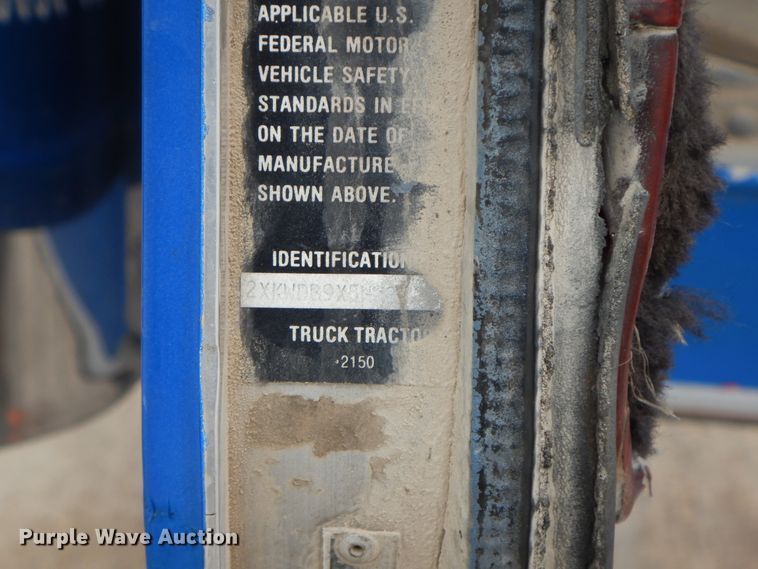 APPLICABLE U.S.
FEDERAL MOTOR
VEHICLE SAFETY
STANDARDS IN
ON THE DATE OF
MANUFACTURE
SHOWN ABOVE.
IDENTIFICATION
TRUCK TRACTOR
2150
Purple Wave Auction